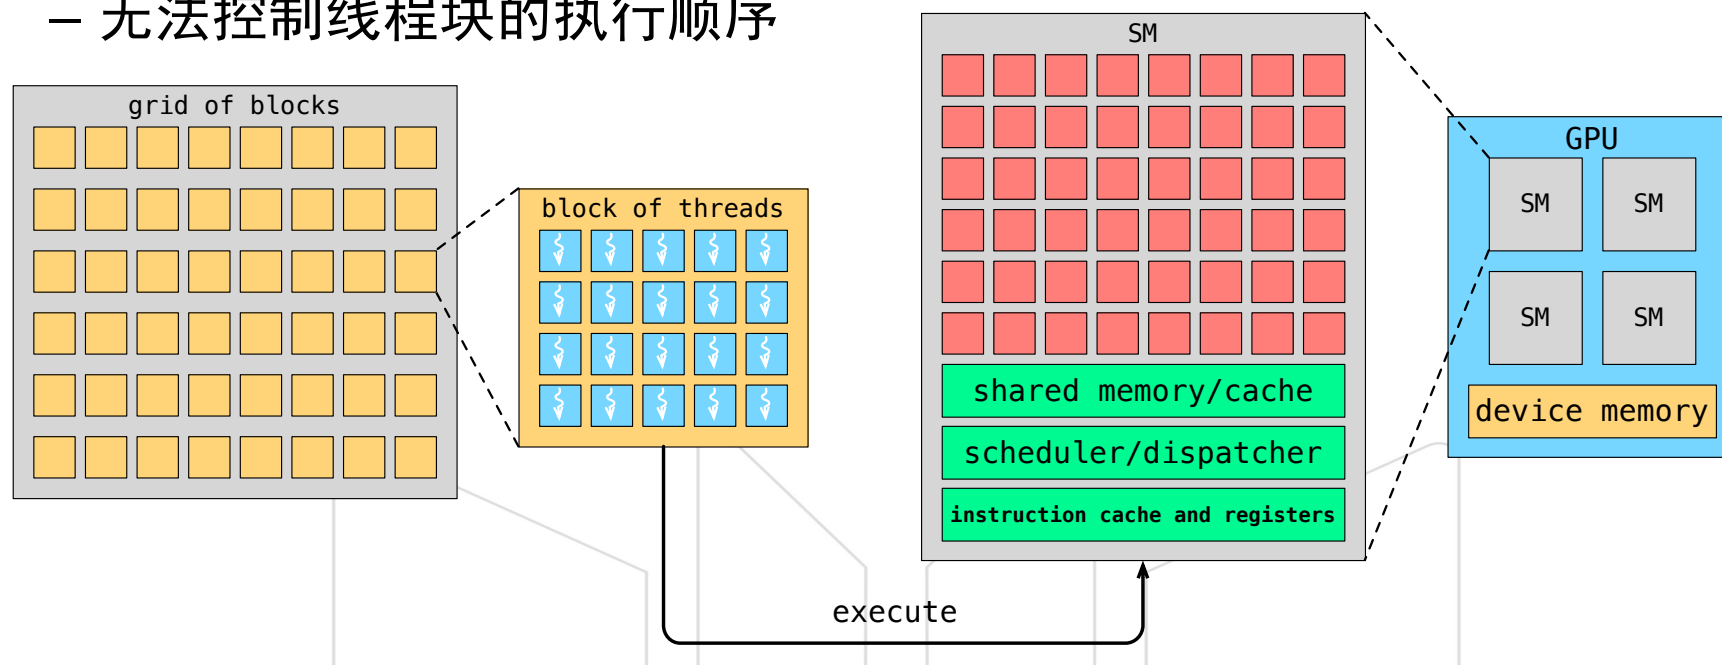 – 无法控制线程块的执行顺序
grid of blocks
block of threads
SM
shared memory/cache
scheduler/dispatcher
instruction cache and registers
GPU
SM
SM
SM
SM
device memory
execute